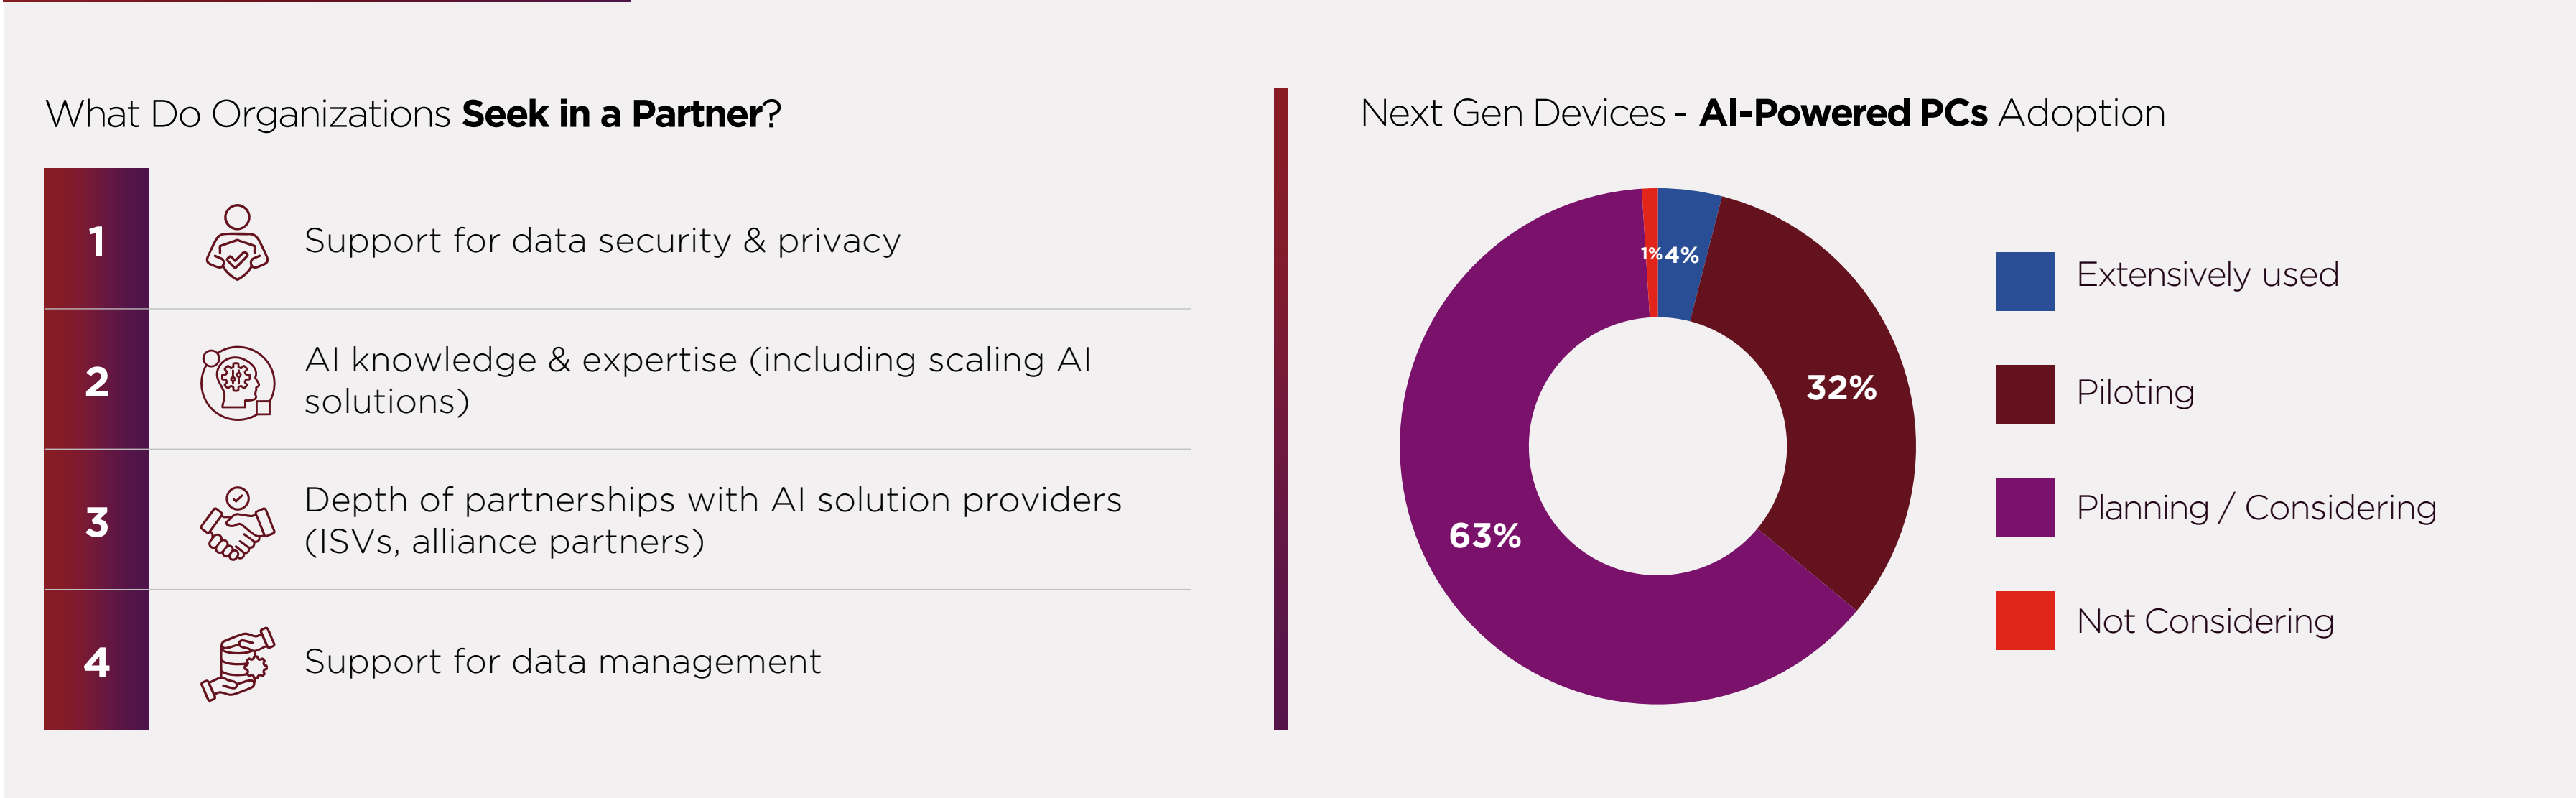 What Do Organizations Seek in a Partner?
1
Support for data security & privacy
2
AI knowledge & expertise (including scaling AI
solutions)
3
Depth of partnerships with AI solution providers
(ISVs, alliance partners)
4
Support for data management
Next Gen Devices - AI-Powered PCs Adoption
1%
4%
32%
63%
Extensively used
Piloting
Planning / Considering
Not Considering